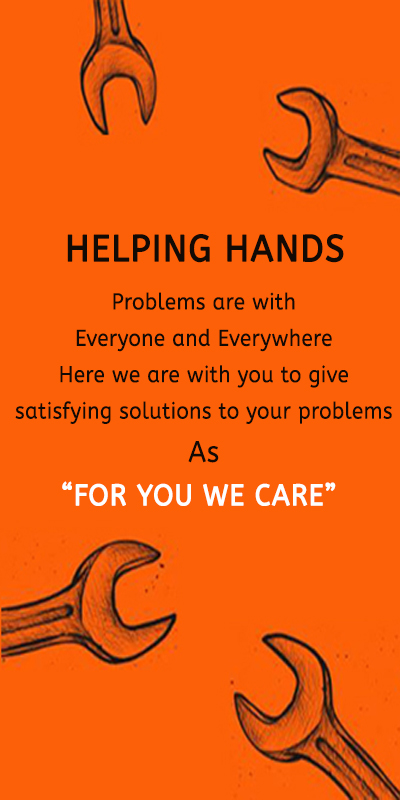 HELPING HANDS
Problems are with
Everyone and Everywhere
Here we are with you to give
satisfying solutions to your problems
As
“FOR YOU WE CARE”